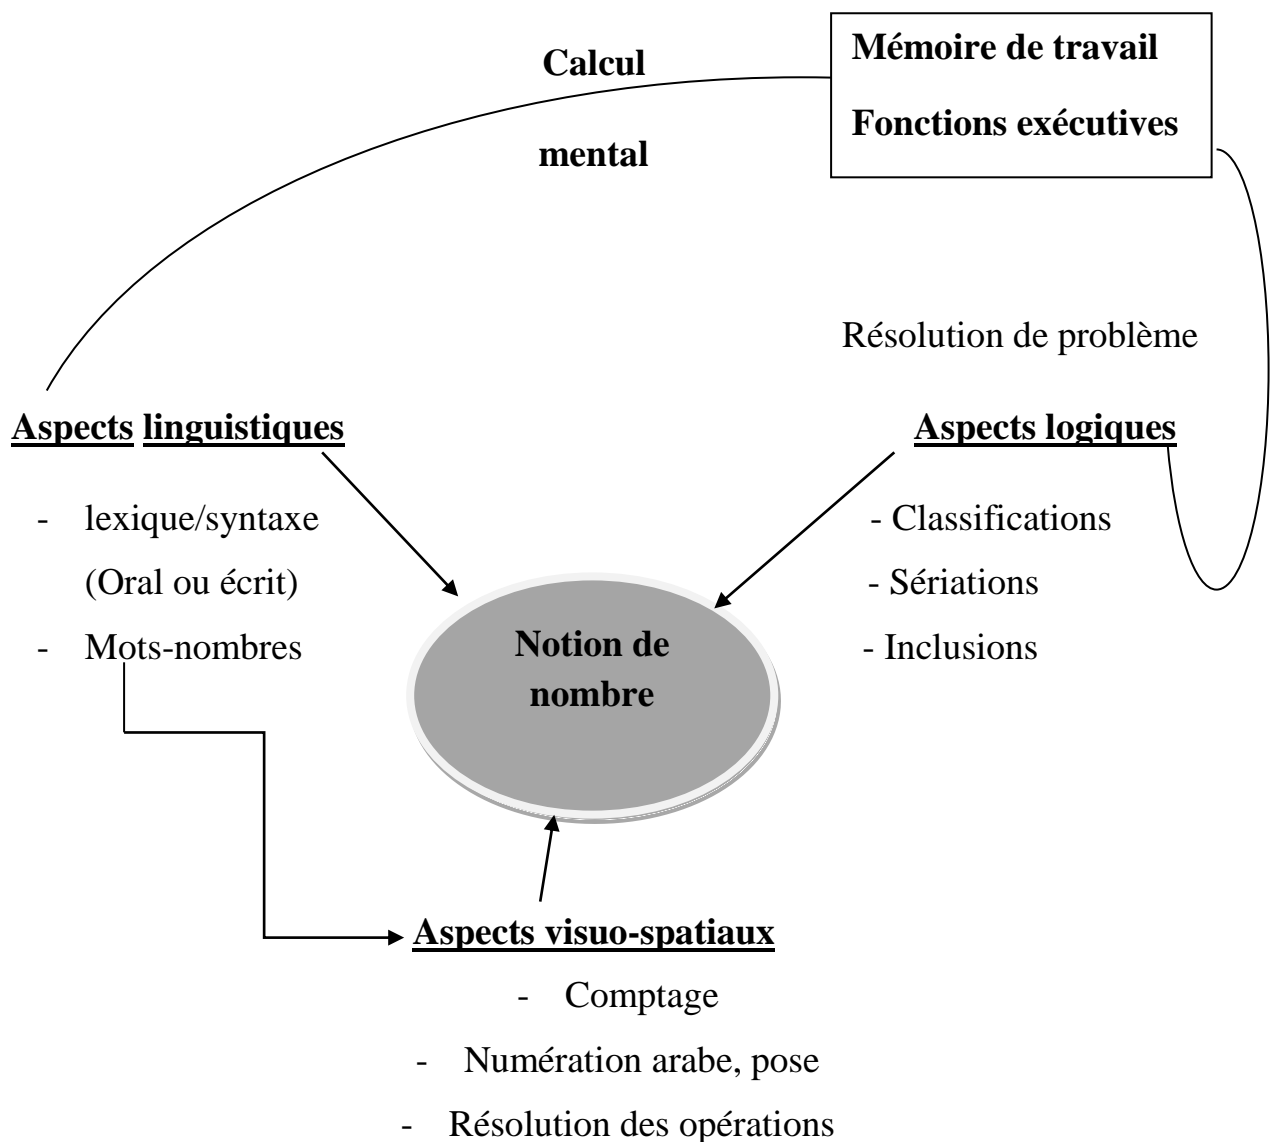 Calcul
mental
Mémoire de travail
Fonctions exécutives
Résolution de problème
Aspects linguistiques
- lexique/syntaxe
(Oral ou écrit)
- Mots-nombres
Aspects logiques
- Classifications
- Sériations
- Inclusions
Notion de
nombre
Aspects visuo-spatiaux
- Comptage
- Numération arabe, pose
- Résolution des opérations